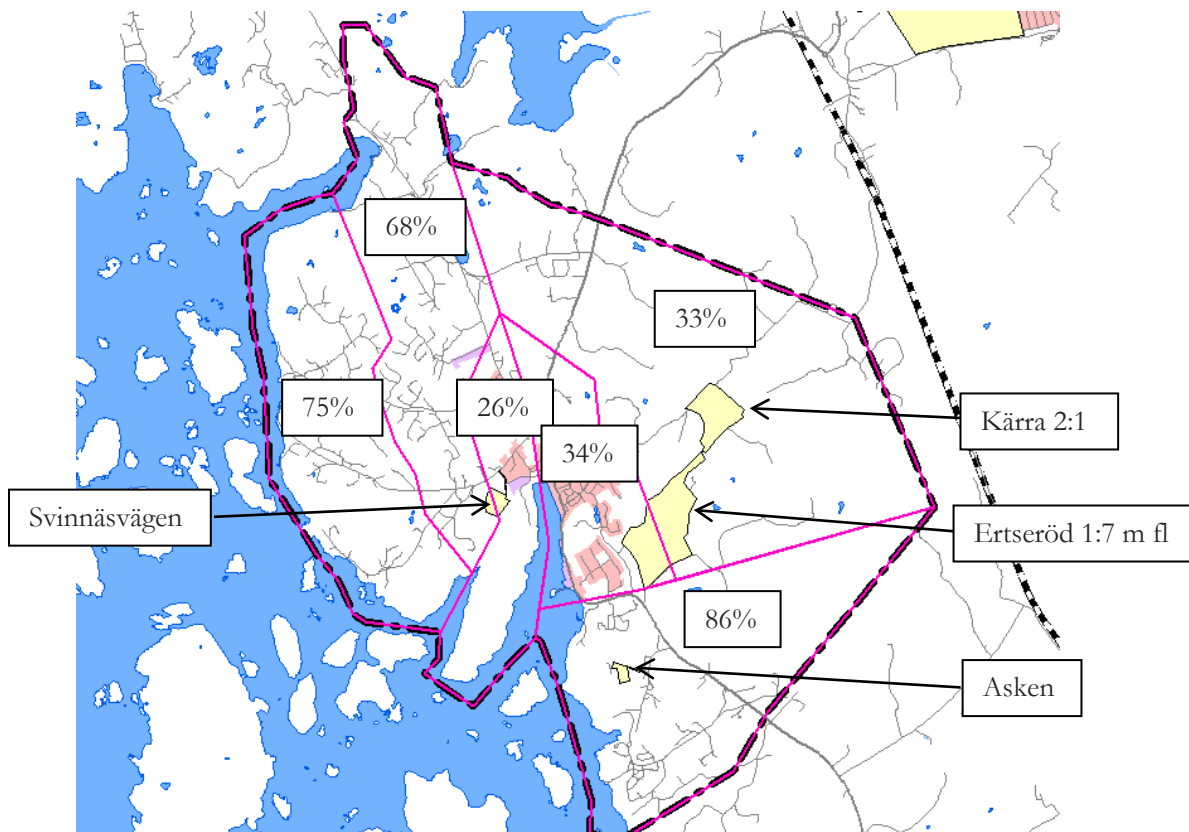 68%
33%
75%
26%
Kärra 2:1
34%
Svinnäsvägen
Ertseröd 1:7 m fl
86%
Asken